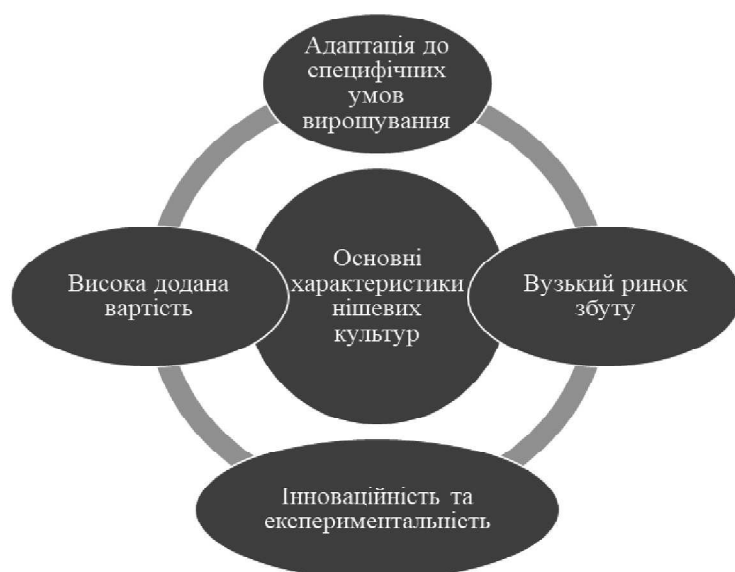 Адаптація до
специфічних
умов
вирощування
Висока додана
вартість
Основні
характеристики
нішевих
культур
Вузький ринок
збуту
Інноваційність та
експериментальність